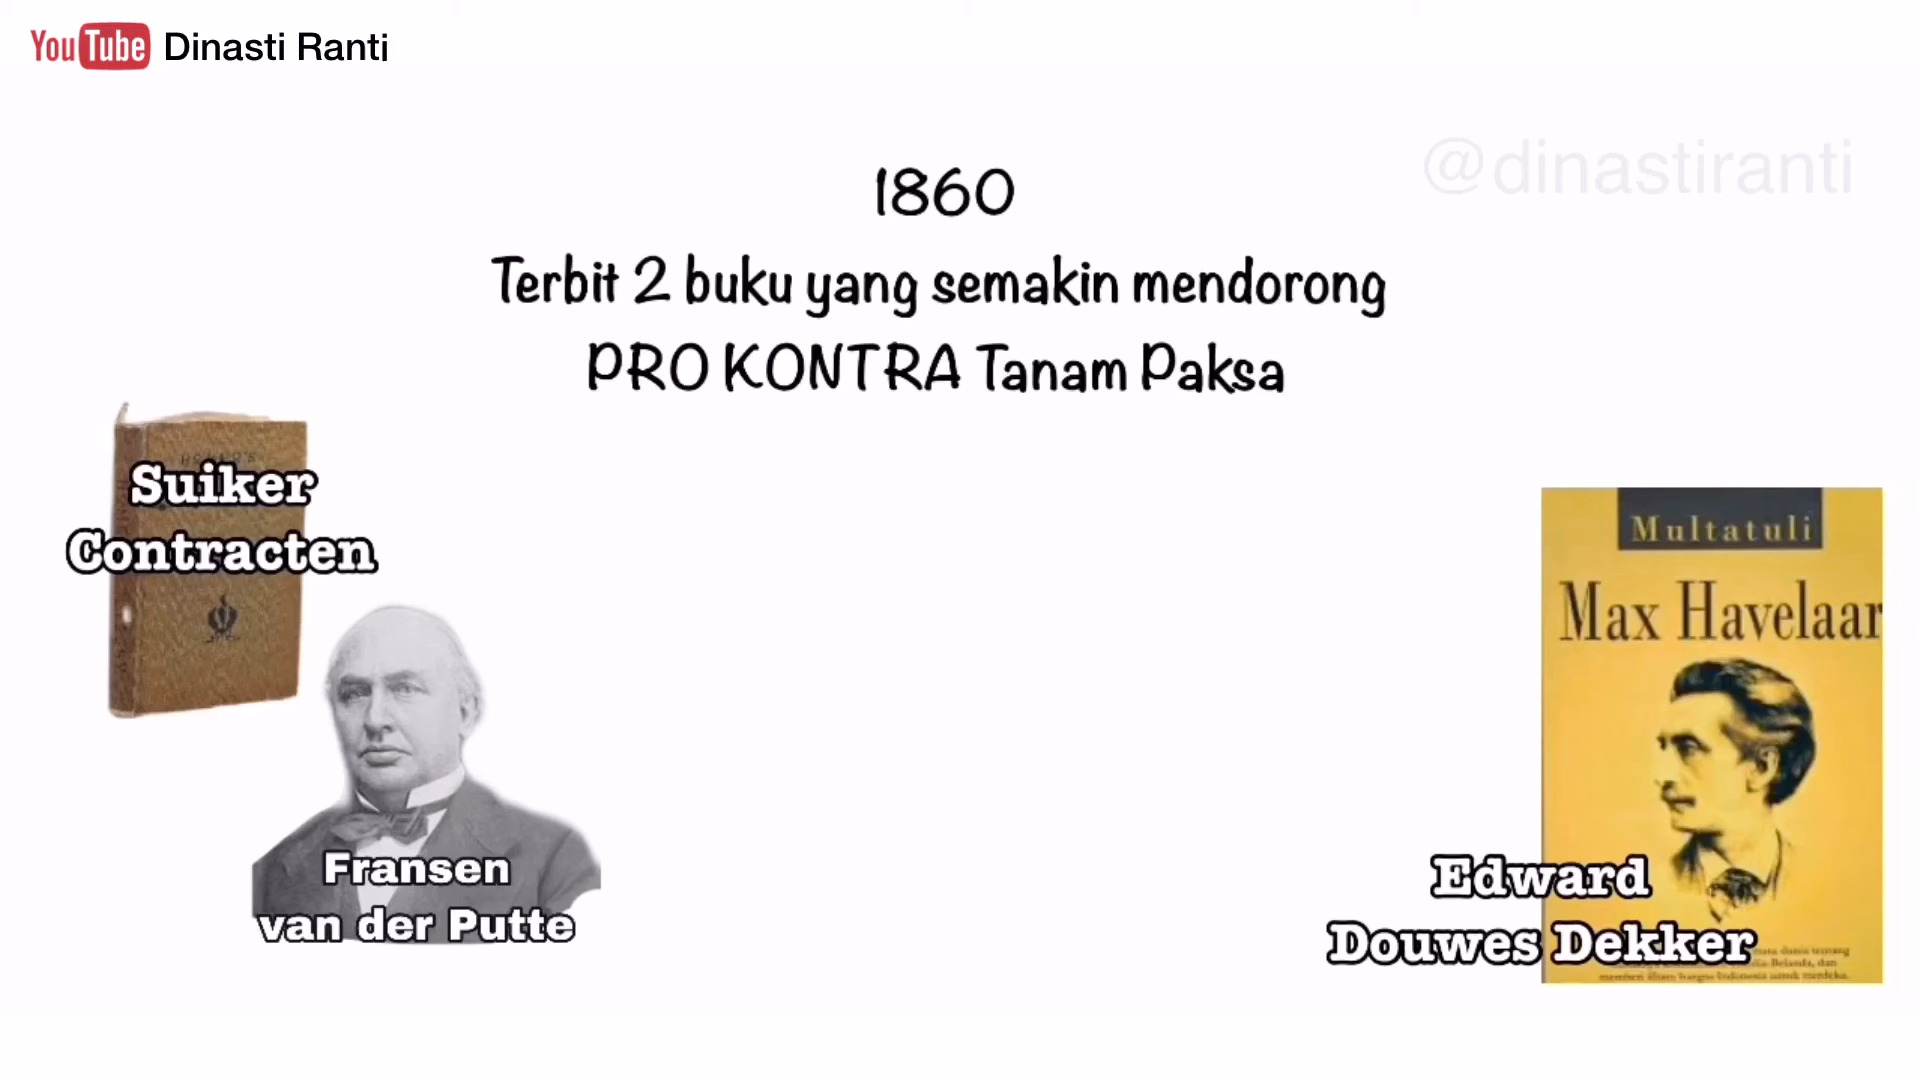 YouTube Dinasti Ranti
@dinastiranti
1860
Terbit 2 buku yang semakin mendorong
PRO KONTRA Tanam Paksa
Suiker
Contracten
Fransen
van der Putte
Multatuli
Max Havelaar
Edward
Douwes Dekker